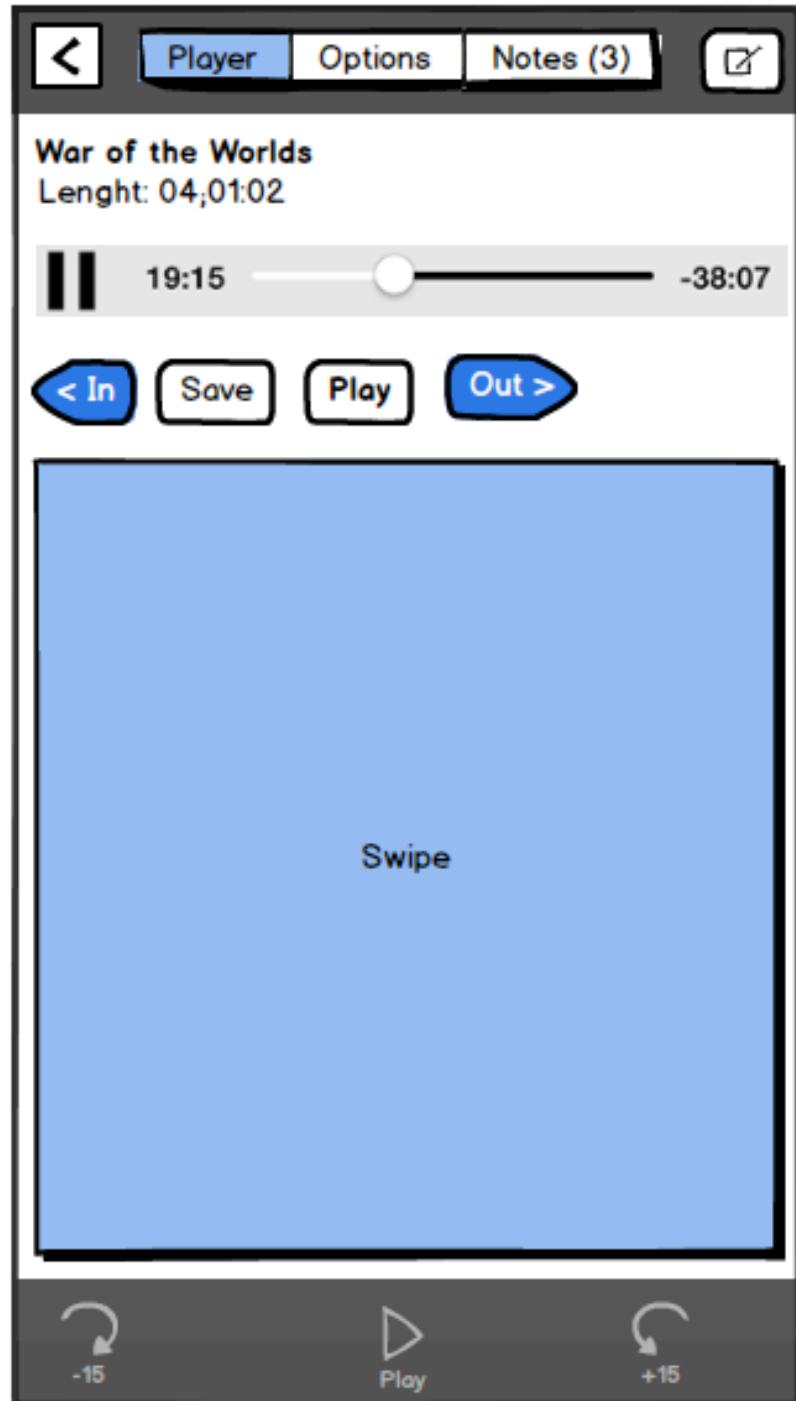 Player Options Notes (3)
War of the Worlds
Lenght: 04;01:02
19:15 -38:07
< In Save Play Out >
Swipe
-15 Play +15